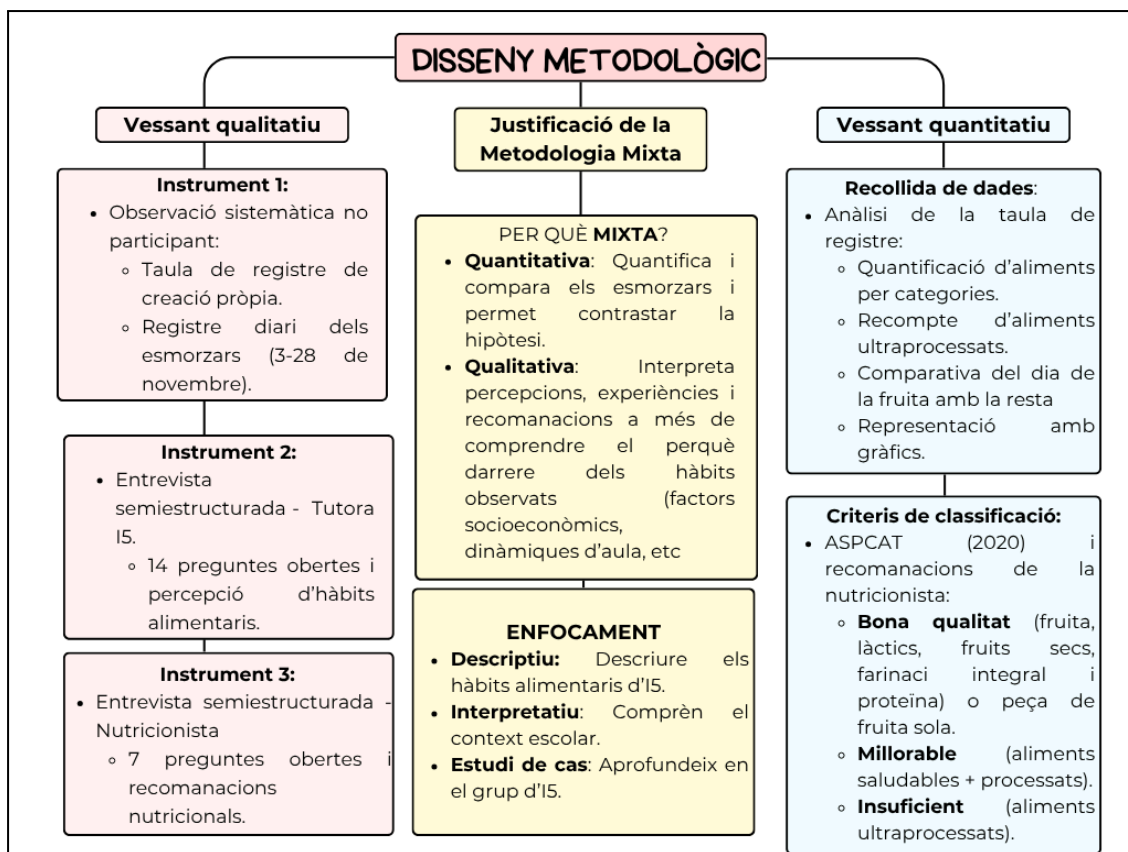 DISSENY METODOLÒGIC
Vessant qualitatiu
Instrument 1:
• Observació sistemàtica no
participant:
◦ Taula de registre de
creació pròpia.
◦ Registre diari dels
esmorzars (3-28 de
novembre).
Instrument 2:
• Entrevista
semiestructurada - Tutora
I5.
◦ 14 preguntes obertes i
percepció d'hàbits
alimentaris.
Instrument 3:
• Entrevista semiestructurada -
Nutricionista
◦ 7 preguntes obertes i
recomanacions
nutricionals.
Justificació de la
Metodologia Mixta
PER QUÈ MIXTA?
• Quantitativa: Quantifica i
compara els esmorzars i
permet contrastar la
hipòtesi.
• Qualitativa: Interpreta
percepcions, experiències i
recomanacions a més de
comprendre el perquè
darrere dels hàbits
observats (factors
socioeconòmics,
dinàmiques d'aula, etc
ENFOCAMENT
• Descriptiu: Descriure els
hàbits alimentaris d'I5.
• Interpretatiu: Comprèn el
context escolar.
• Estudi de cas: Aprofundeix en
el grup d'I5.
Vessant quantitatiu
Recollida de dades:
• Anàlisi de la taula de
registre:
◦ Quantificació d'aliments
per categories.
◦ Recompte d'aliments
ultraprocessats.
◦ Comparativa del dia de
la fruita amb la resta
◦ Representació amb
gràfics.
Criteris de classificació:
• ASPCAT (2020) i
recomanacions de la
nutricionista:
◦ Bona qualitat (fruita,
làctics, fruits secs,
farinaci integral i
proteïna) o peça de
fruita sola.
◦ Millorable (aliments
saludables + processats).
◦ Insuficient (aliments
ultraprocessats).